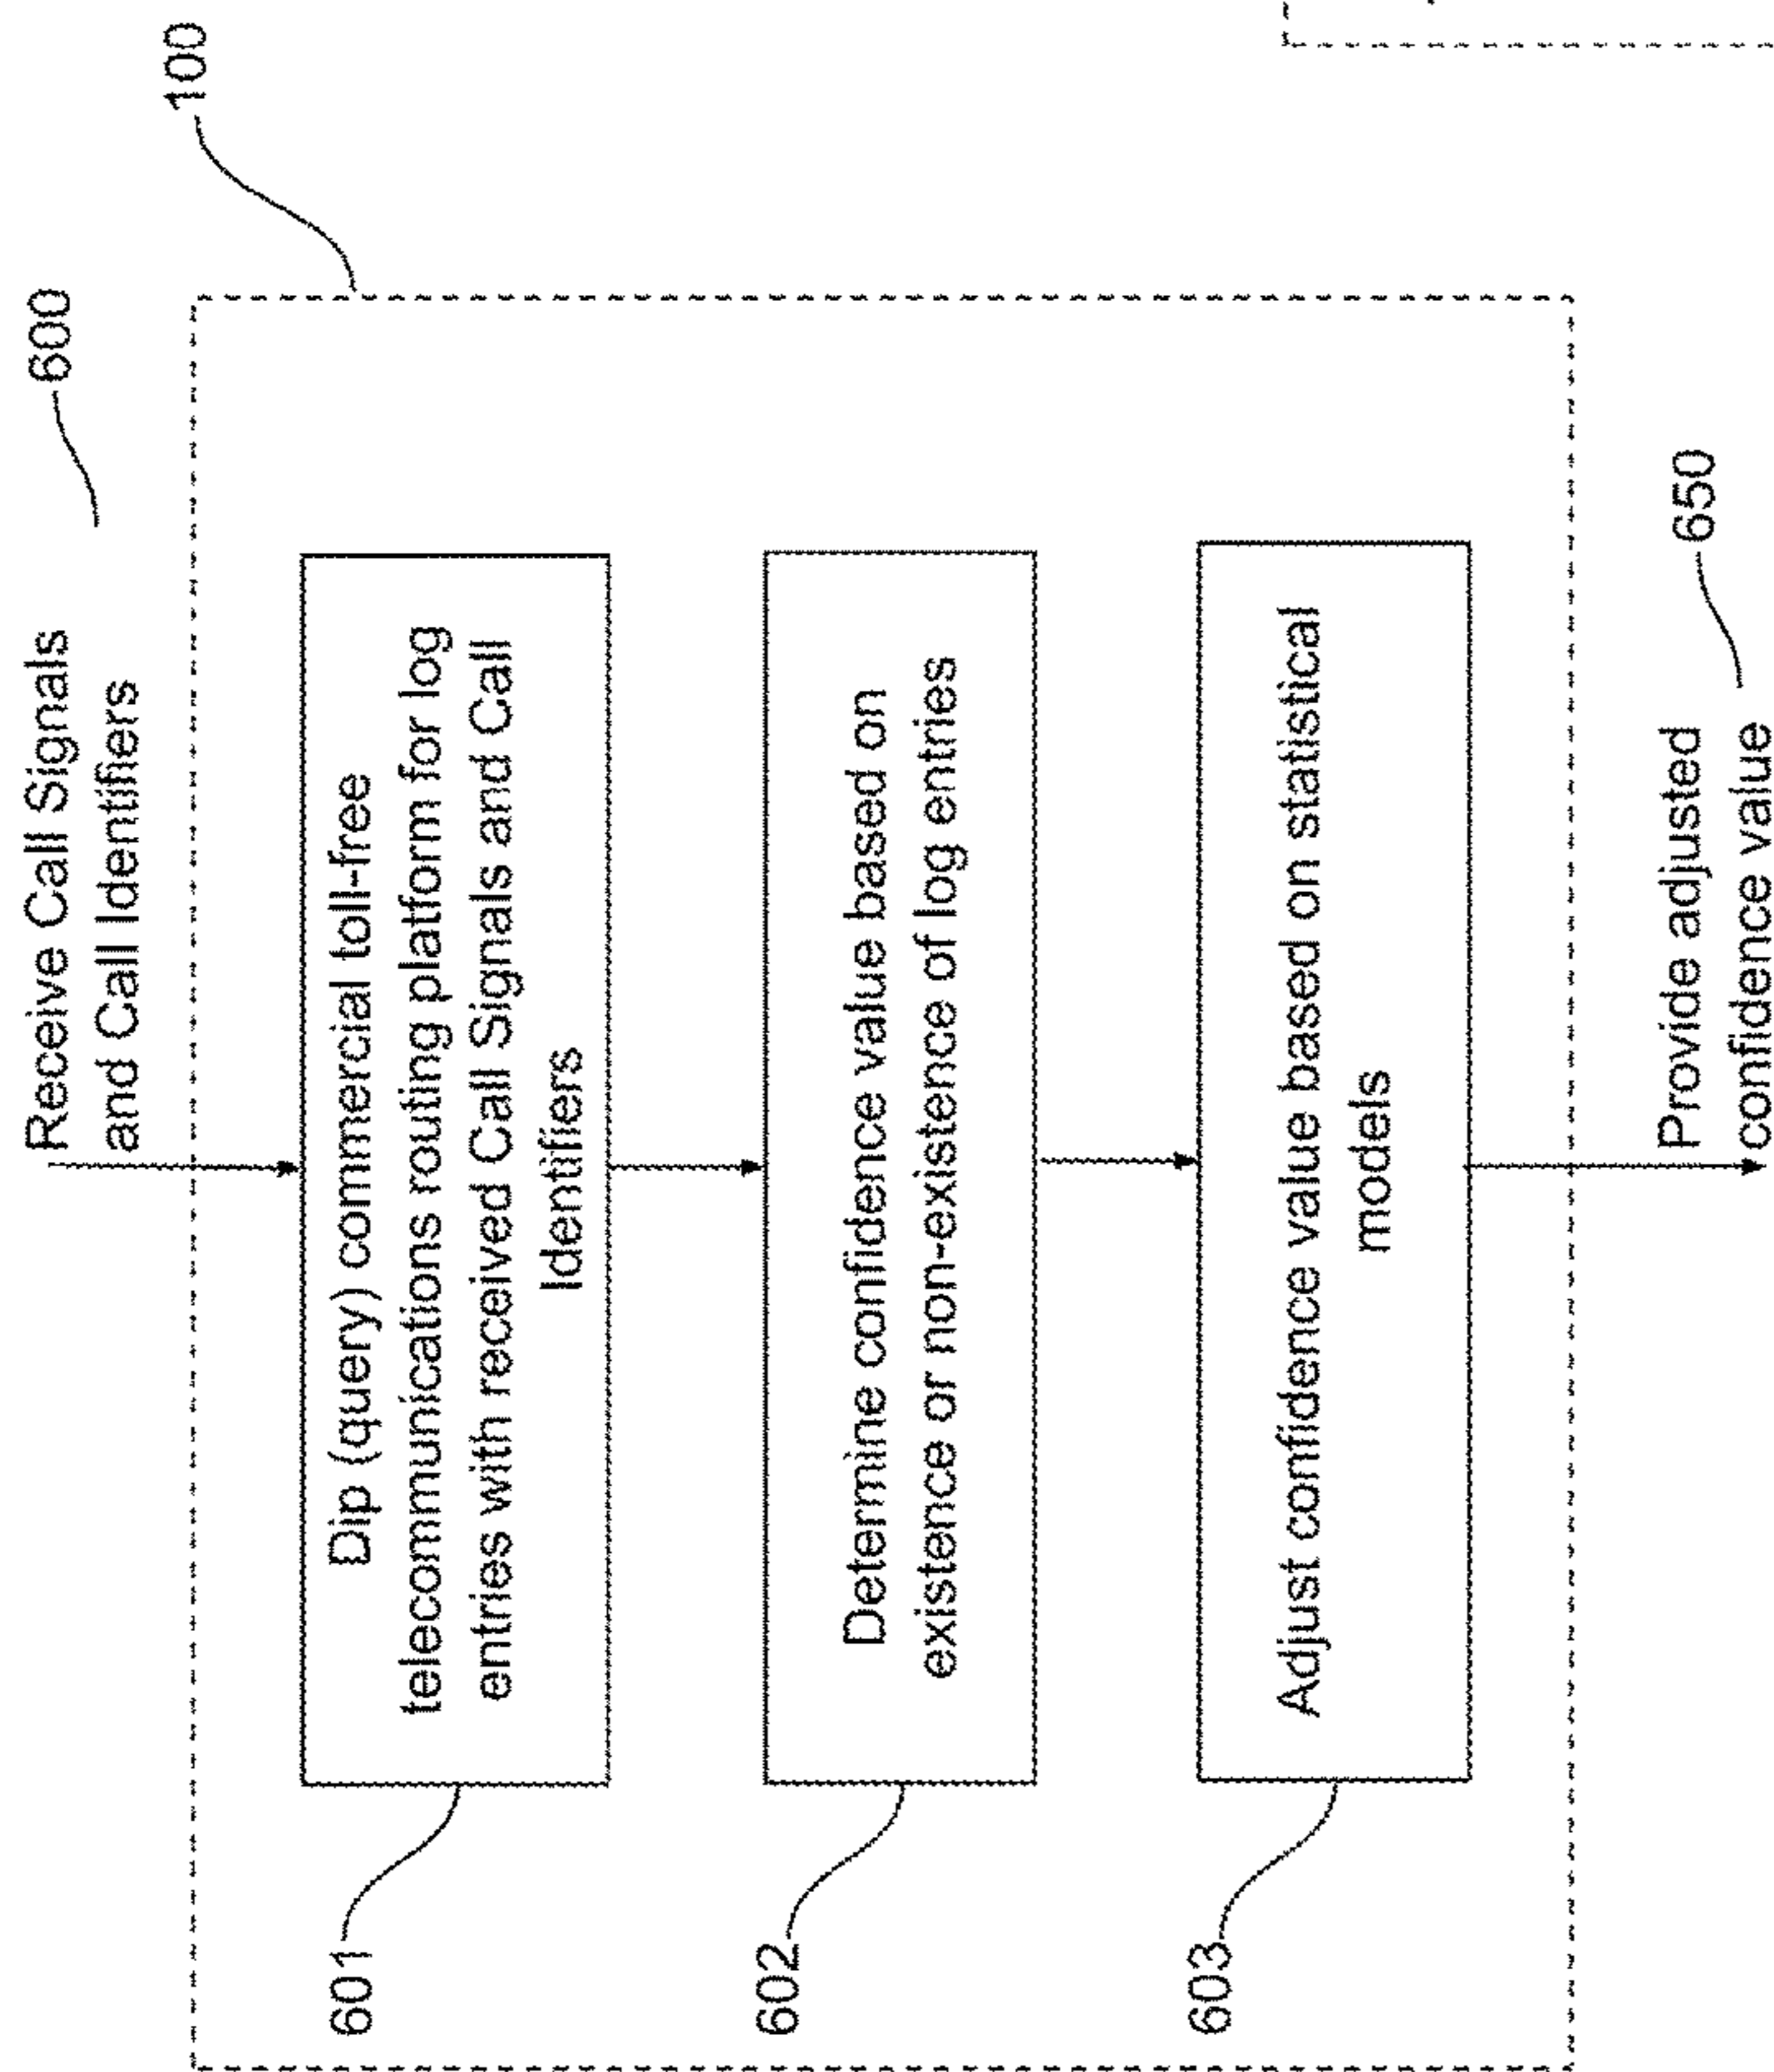 100
Receive Call Signals
and Call Identifiers
600
601
Dip (query) commercial toll-free
telecommunications routing platform for log
entries with received Call Signals and Call
Identifiers
602
Determine confidence value based on
existence or non-existence of log entries
603
Adjust confidence value based on statistical
models
Provide adjusted
confidence value
650